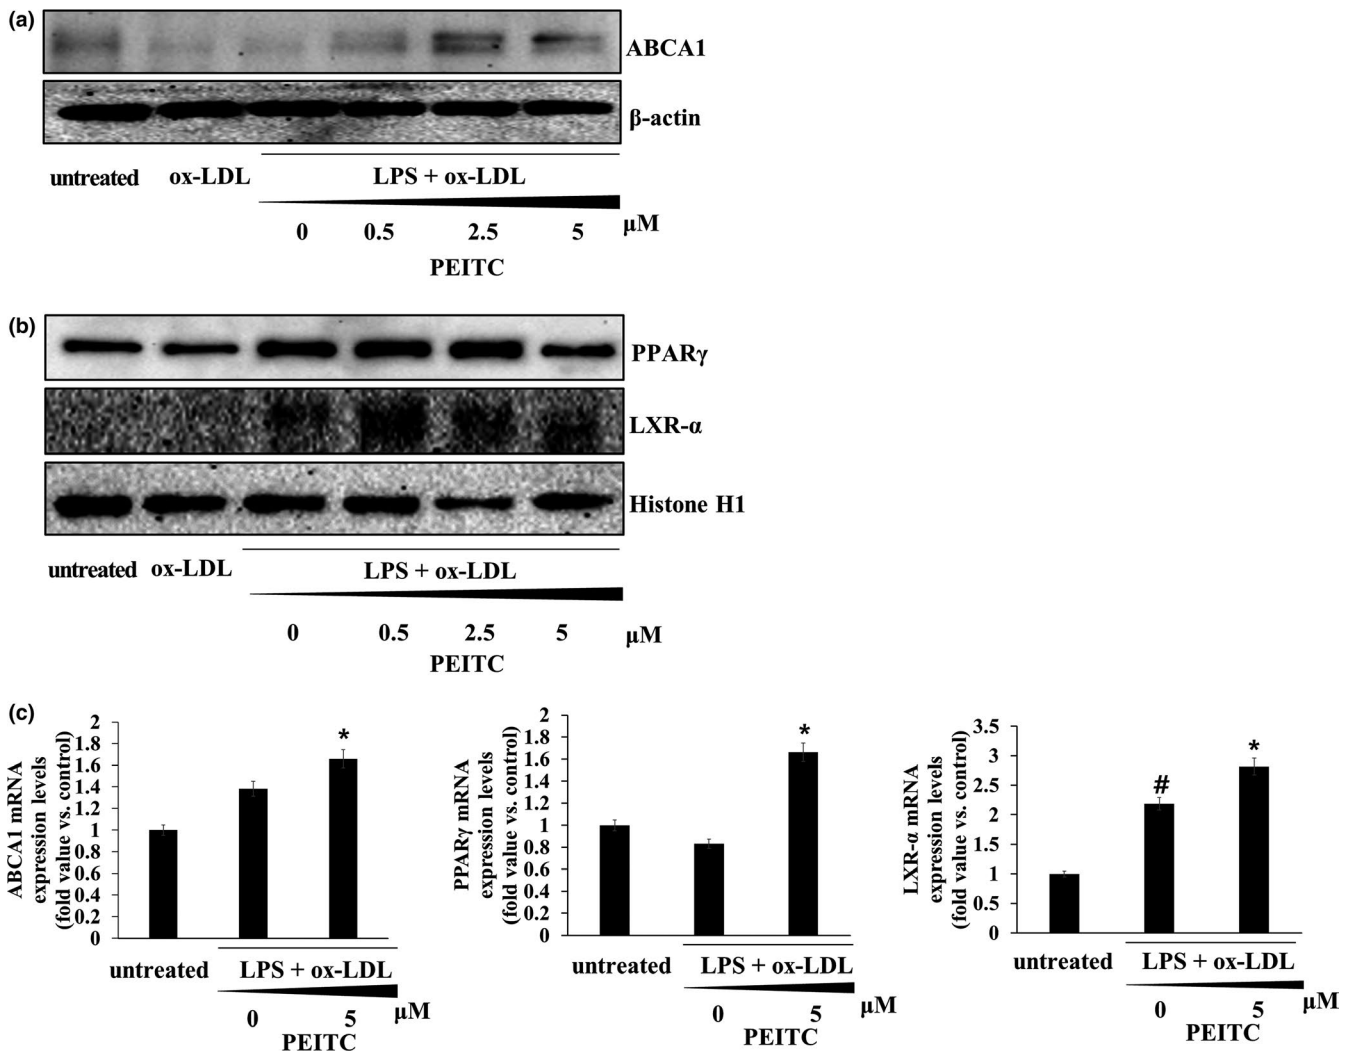 (a)
ABCA1
β-actin
untreated ox-LDL LPS + ox-LDL
0 0.5 2.5 5 μM
PEITC
(b)
PPARγ
LXR-α
Histone H1
untreated ox-LDL LPS + ox-LDL
0 0.5 2.5 5 μM
PEITC
(c)
ABCA1 mRNA
expression levels
(fold value vs. control)
2
1.8
1.6
1.4
1.2
1
0.8
0.6
0.4
0.2
0
*
untreated LPS + ox-LDL
0 5 μM
PEITC
PPARγ mRNA
expression levels
(fold value vs. control)
2
1.8
1.6
1.4
1.2
1
0.8
0.6
0.4
0.2
0
*
untreated LPS + ox-LDL
0 5 μM
PEITC
LXR-α mRNA
expression levels
(fold value vs. control)
3.5
3
2.5
2
1.5
1
0.5
0
# *
untreated LPS + ox-LDL
0 5 μM
PEITC